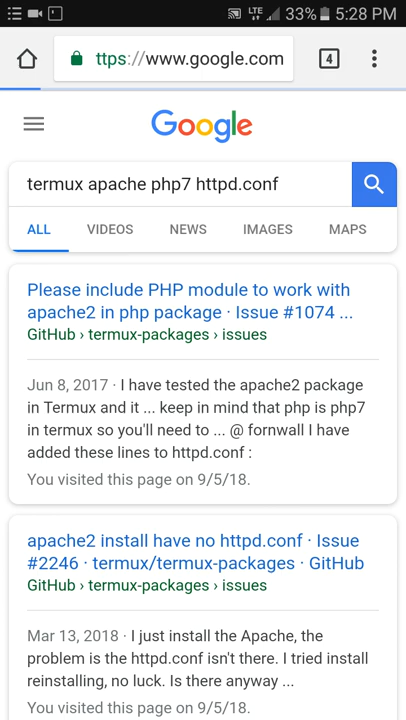 LTE 33% 5:28 PM
ttps://www.google.com 4
Google
termux apache php7 httpd.conf
ALL VIDEOS NEWS IMAGES MAPS
Please include PHP module to work with
apache2 in php package · Issue #1074 ...
GitHub › termux-packages › issues
Jun 8, 2017 · I have tested the apache2 package
in Termux and it ... keep in mind that php is php7
in termux so you'll need to ... @ fornwall I have
added these lines to httpd.conf :
You visited this page on 9/5/18.
apache2 install have no httpd.conf · Issue
#2246 · termux/termux-packages · GitHub
GitHub › termux-packages › issues
Mar 13, 2018 · I just install the Apache, the
problem is the httpd.conf isn't there. I tried install
reinstalling, no luck. Is there anyway ...
You visited this page on 9/5/18.